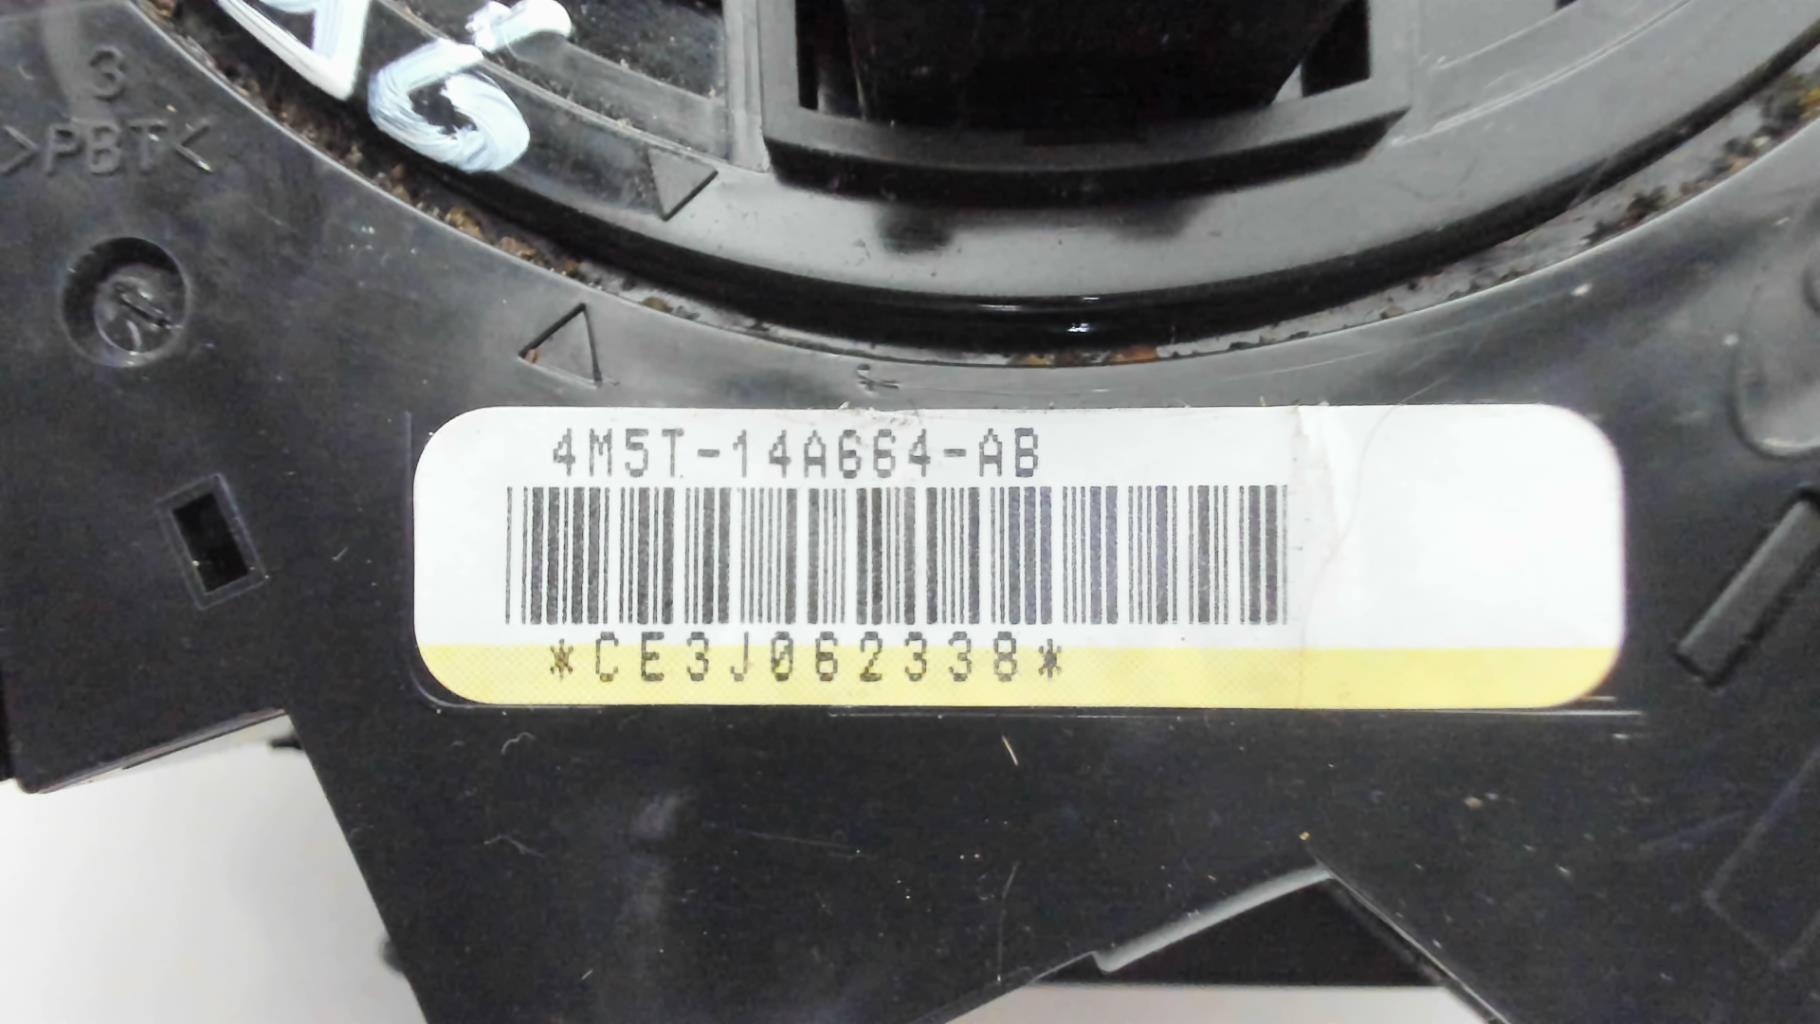 3
>PBT<
4M5T-14A664-AB
*CE3J062338*